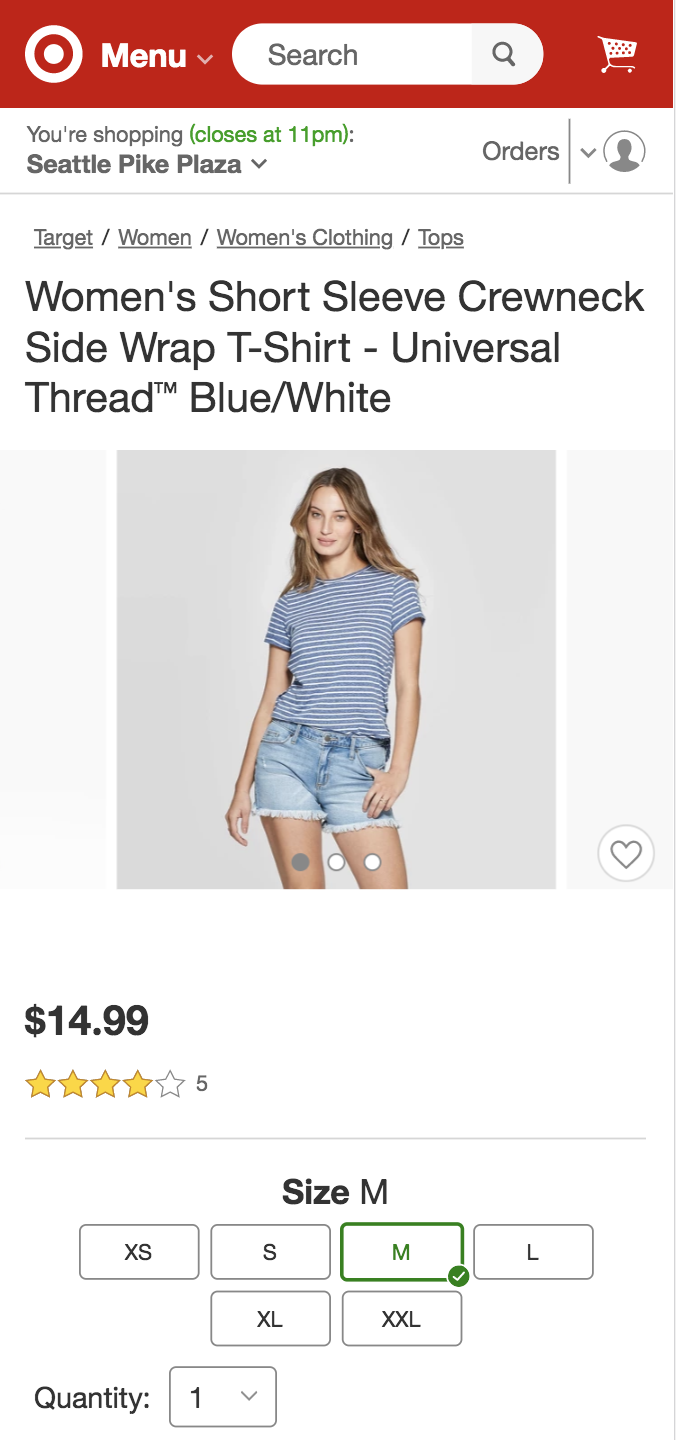 Menu
Search
You're shopping (closes at 11pm):
Seattle Pike Plaza
Orders
Target / Women / Women's Clothing / Tops
Women's Short Sleeve Crewneck
Side Wrap T-Shirt - Universal
Thread™ Blue/White
$14.99
5
Size M
XS S M L
XL XXL
Quantity: 1